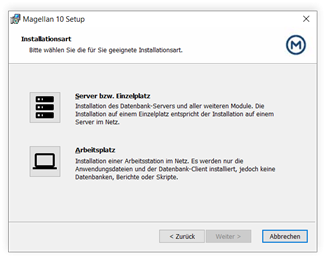 Magellan 10 Setup
Installationsart
Bitte wählen Sie die für Sie geeignete Installationsart.
M
Server bzw. Einzelplatz
Installation des Datenbank-Servers und aller weiteren Module. Die
Installation auf einem Einzelplatz entspricht der Installation auf einem
Server im Netz.
Arbeitsplatz
Installation einer Arbeitsstation im Netz. Es werden nur die
Anwendungsdateien und der Datenbank-Client installiert, jedoch keine
Datenbanken, Berichte oder Skripte.
< Zurück
Weiter >
Abbrechen